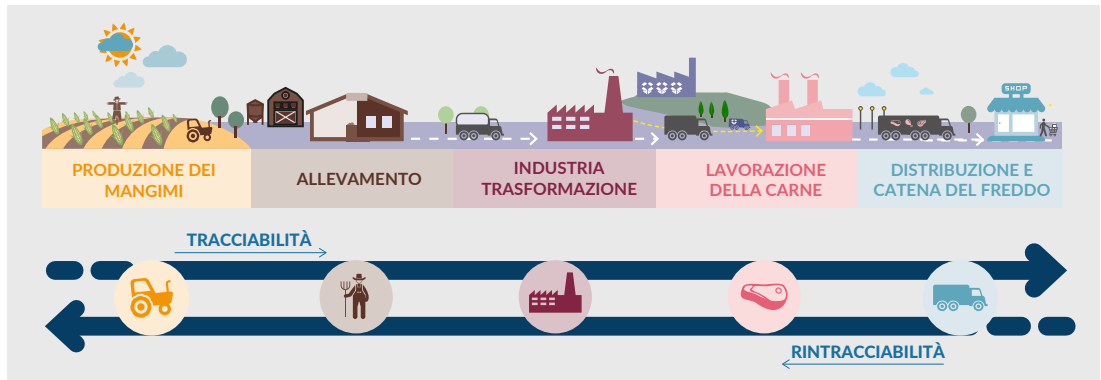 SHOP
PRODUZIONE DEI
MANGIMI
ALLEVAMENTO
INDUSTRIA
TRASFORMAZIONE
LAVORAZIONE
DELLA CARNE
DISTRIBUZIONE E
CATENA DEL FREDDO
TRACCIABILITÀ
RINTRACCIABILITÀ